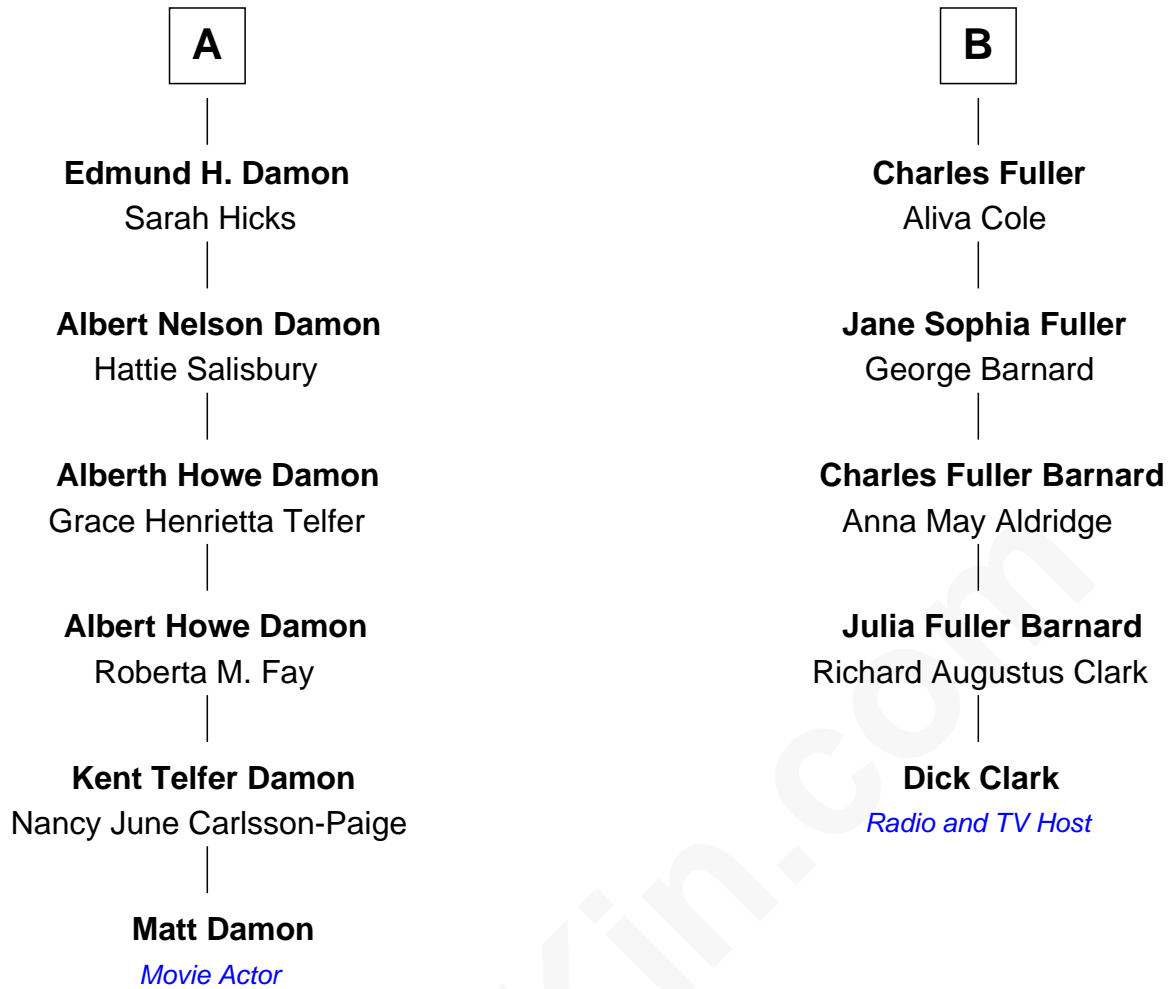 A
Edmund H. Damon
Sarah Hicks
Albert Nelson Damon
Hattie Salisbury
Alberth Howe Damon
Grace Henrietta Telfer
Albert Howe Damon
Roberta M. Fay
Kent Telfer Damon
Nancy June Carlsson-Paige
Matt Damon
Movie Actor
B
Charles Fuller
Aliva Cole
Jane Sophia Fuller
George Barnard
Charles Fuller Barnard
Anna May Aldridge
Julia Fuller Barnard
Richard Augustus Clark
Dick Clark
Radio and TV Host
Kin.com